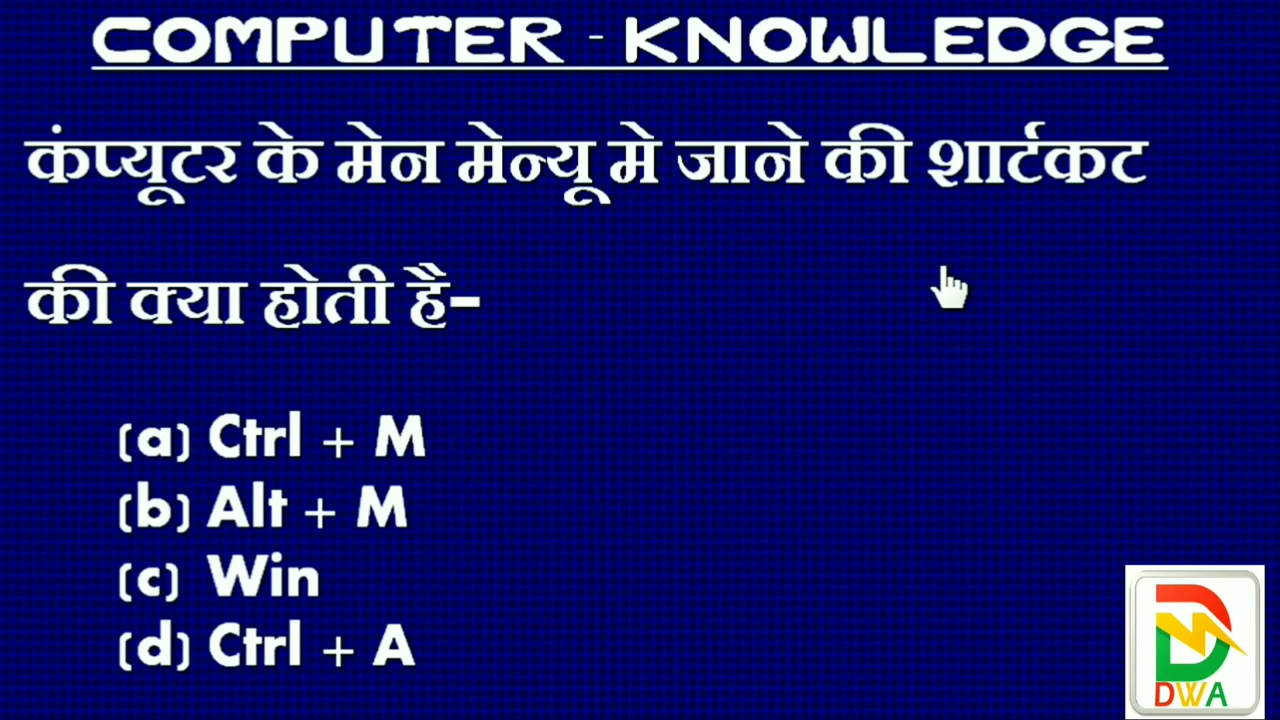 COMPUTER - KNOWLEDGE
कंप्यूटर के मेन मेन्यू मे जाने की शार्टकट
की क्या होती है-
(a) Ctrl + M
(b) Alt + M
(c) Win
(d) Ctrl + A
DWA